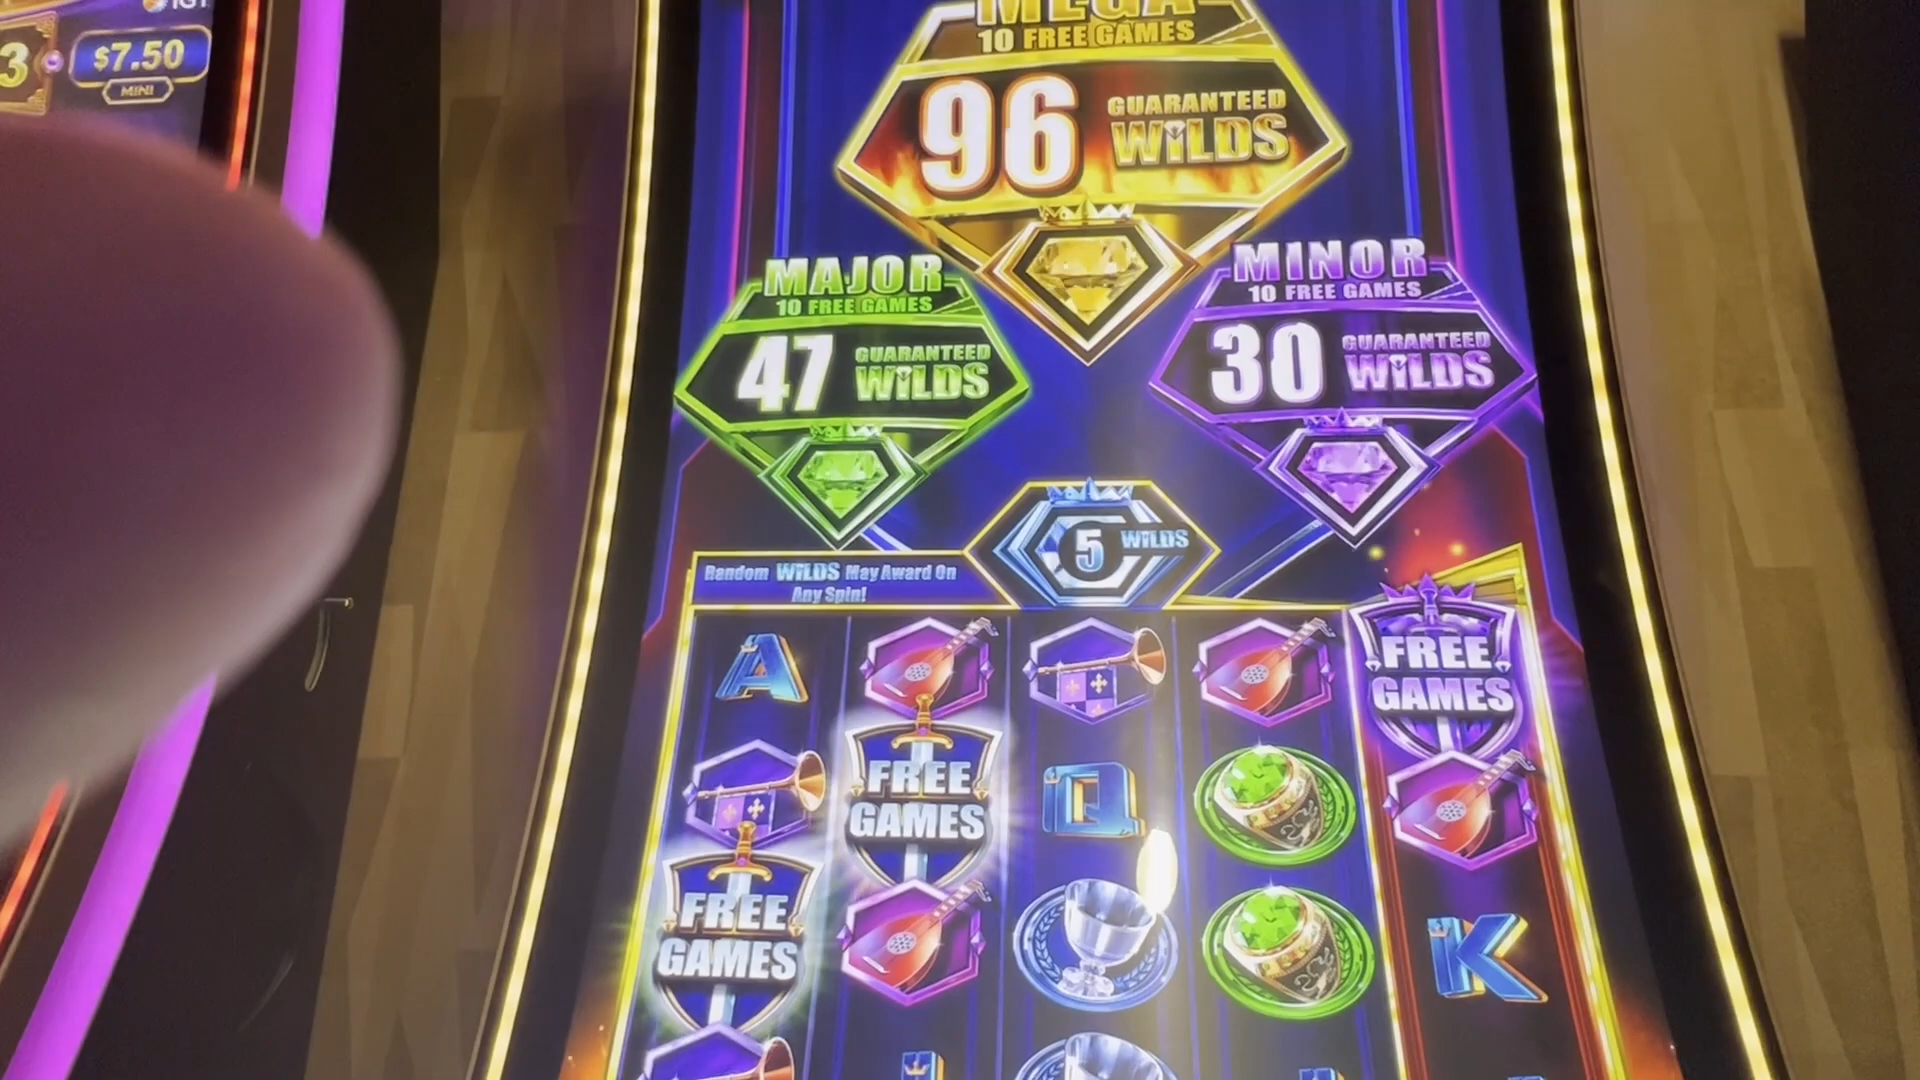 IGT
3
$7.50
MINI
MEGA
10 FREE GAMES
96 GUARANTEED WILDS
MAJOR
10 FREE GAMES
47 GUARANTEED WILDS
MINOR
10 FREE GAMES
30 GUARANTEED WILDS
5 WILDS
Random WILDS May Award On
Any Spin!
A
FREE
GAMES
FREE
GAMES
Q
FREE
GAMES
K